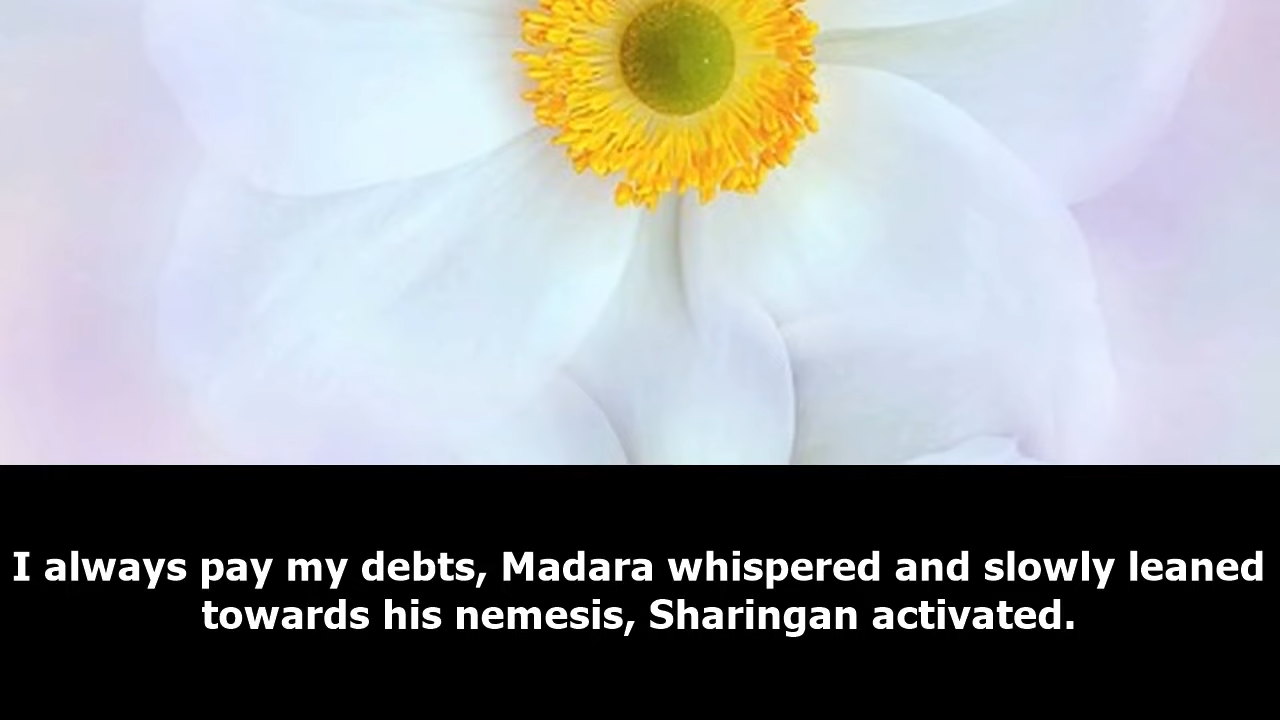 I always pay my debts, Madara whispered and slowly leaned
towards his nemesis, Sharingan activated.